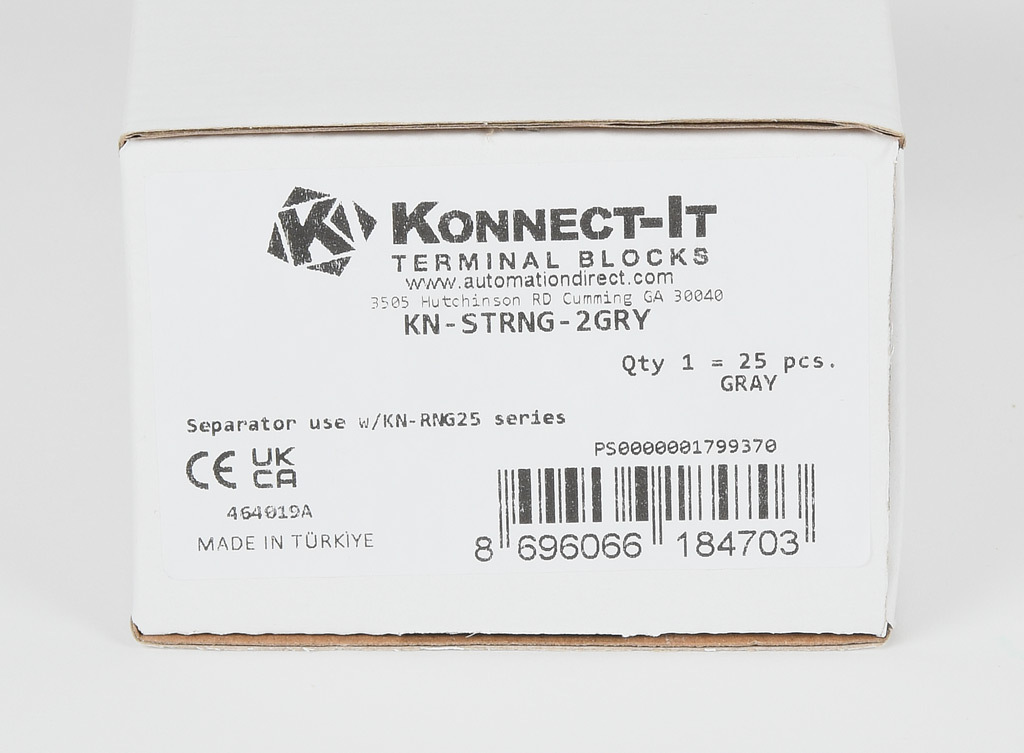 K KONNECT-IT
TERMINAL BLOCKS
www.automationdirect.com
3505 Hutchinson RD Cumming GA 30040
KN-STRNG-2GRY
Qty 1 = 25 pcs.
GRAY
Separator use w/KN-RNG25 series
CE UK
CA
PS0000001799370
464019A
MADE IN TÜRKİYE
8 696066 184703